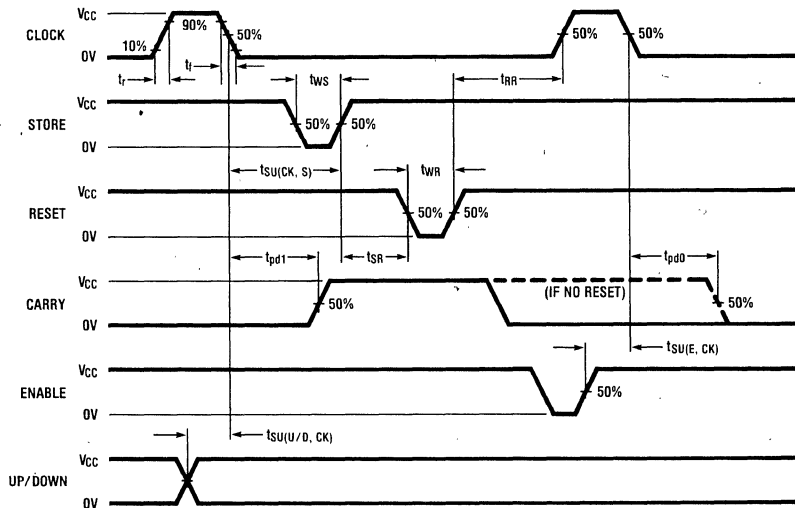 CLOCK
VCC
0V
10%
90%
50%
50%
50%
tr
tf
tWS
tRR
STORE
VCC
0V
50%
50%
tSU(CK, S)
tWR
RESET
VCC
0V
50%
50%
tpd1
tSR
tpd0
CARRY
VCC
0V
50%
(IF NO RESET)
50%
tSU(E, CK)
ENABLE
VCC
0V
50%
tSU(U/D, CK)
UP/DOWN
VCC
0V